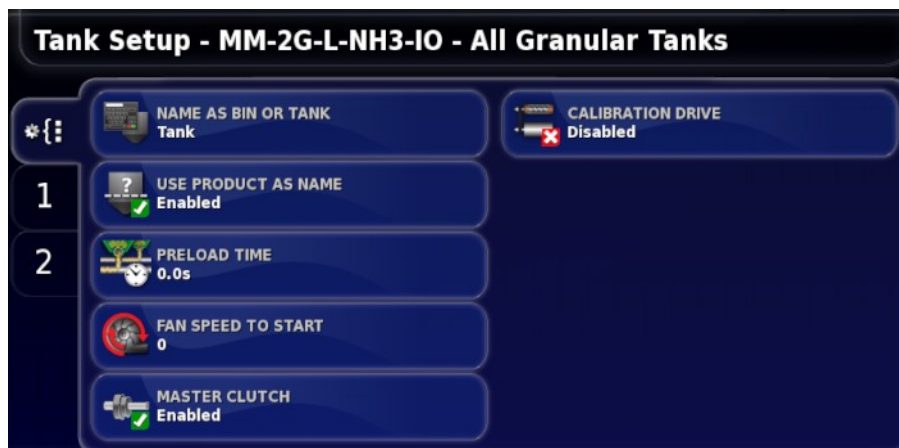 Tank Setup - MM-2G-L-NH3-IO - All Granular Tanks
NAME AS BIN OR TANK
Tank
CALIBRATION DRIVE
Disabled
1
USE PRODUCT AS NAME
Enabled
2
PRELOAD TIME
0.0s
FAN SPEED TO START
0
MASTER CLUTCH
Enabled